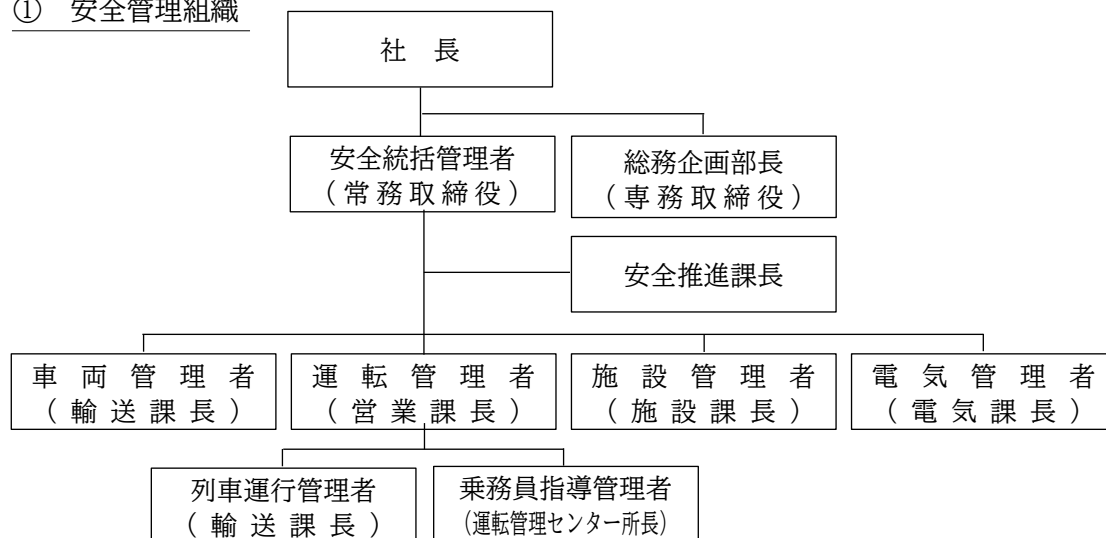 ① 安全管理組織
社 長
安全統括管理者
(常務取締役)
総務企画部長
(専務取締役)
安全推進課長
車両管理者
(輸送課長)
運転管理者
(営業課長)
施設管理者
(施設課長)
電気管理者
(電気課長)
列車運行管理者
(輸送課長)
乗務員指導管理者
(運転管理センター所長)